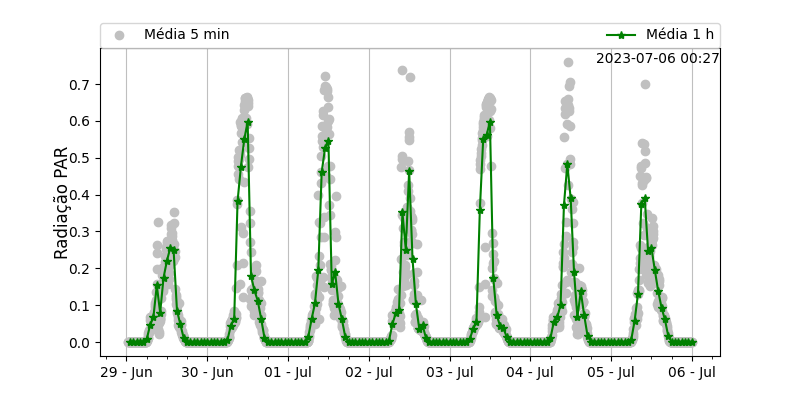 Média 5 min
Média 1 h
2023-07-06 00:27
Radiação PAR
0.7
0.6
0.5
0.4
0.3
0.2
0.1
0.0
29 - Jun
30 - Jun
01 - Jul
02 - Jul
03 - Jul
04 - Jul
05 - Jul
06 - Jul